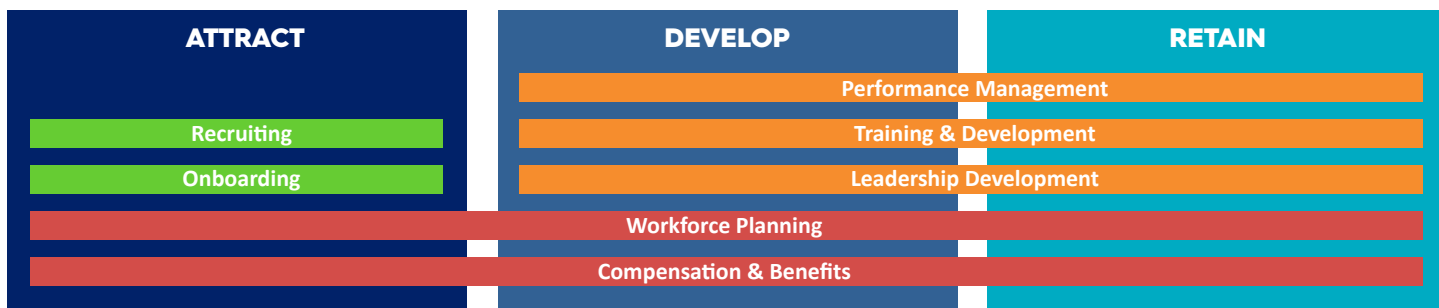 ATTRACT
DEVELOP
RETAIN
Performance Management
Recruiting
Training & Development
Onboarding
Leadership Development
Workforce Planning
Compensation & Benefits